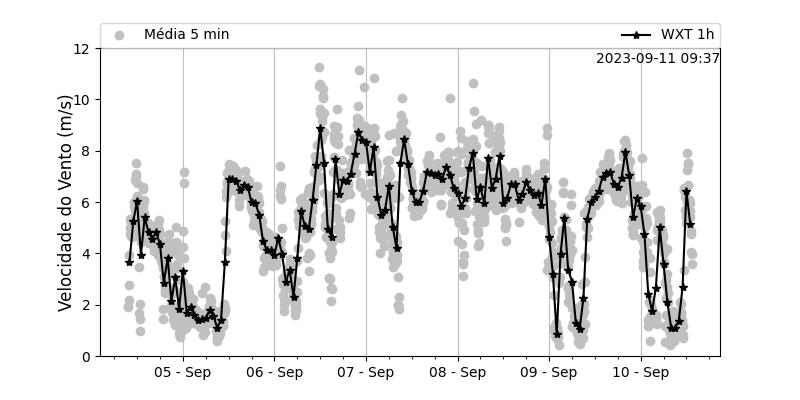 Média 5 min
WXT 1h
2023-09-11 09:37
Velocidade do Vento (m/s)
12
10
8
6
4
2
0
05 - Sep
06 - Sep
07 - Sep
08 - Sep
09 - Sep
10 - Sep